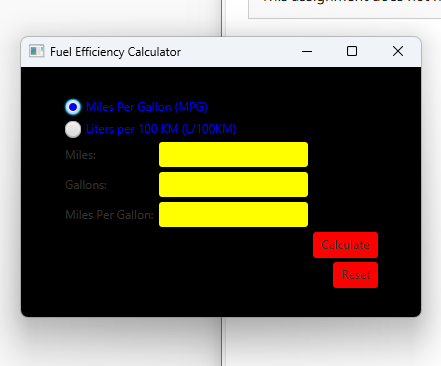 This assignment does not
Fuel Efficiency Calculator
Miles Per Gallon (MPG)
Liters per 100 KM (L/100KM)
Miles:
Gallons:
Miles Per Gallon:
Calculate
Reset